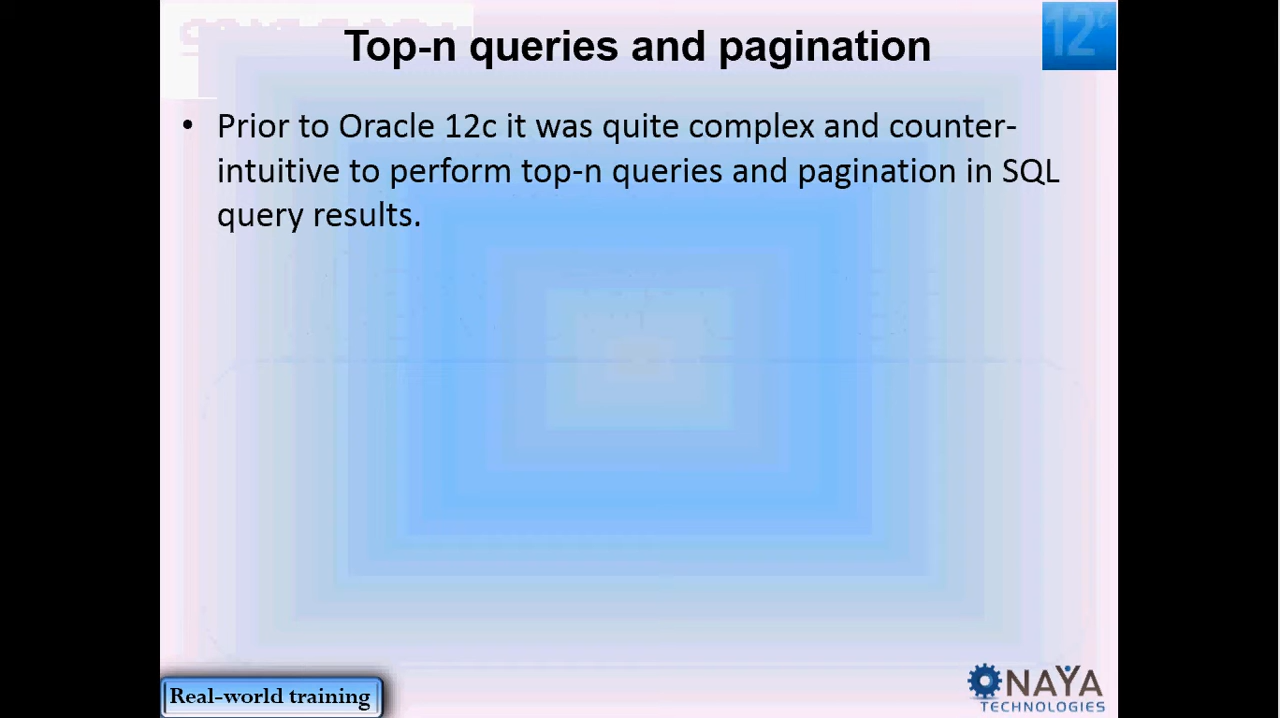 Top-n queries and pagination
12c
• Prior to Oracle 12c it was quite complex and counter-
intuitive to perform top-n queries and pagination in SQL
query results.
Real-world training
NAYA
TECHNOLOGIES